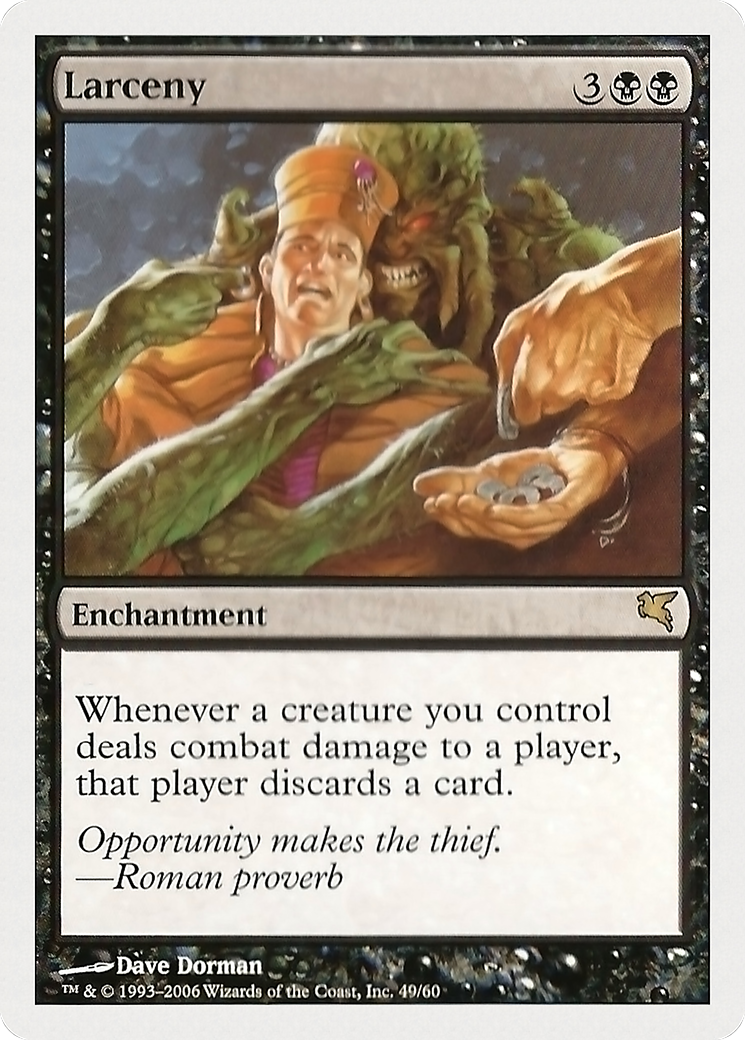 Larceny 3
Enchantment
Whenever a creature you control
deals combat damage to a player,
that player discards a card.
Opportunity makes the thief.
—Roman proverb
Dave Dorman
™ & © 1993–2006 Wizards of the Coast, Inc. 49/60